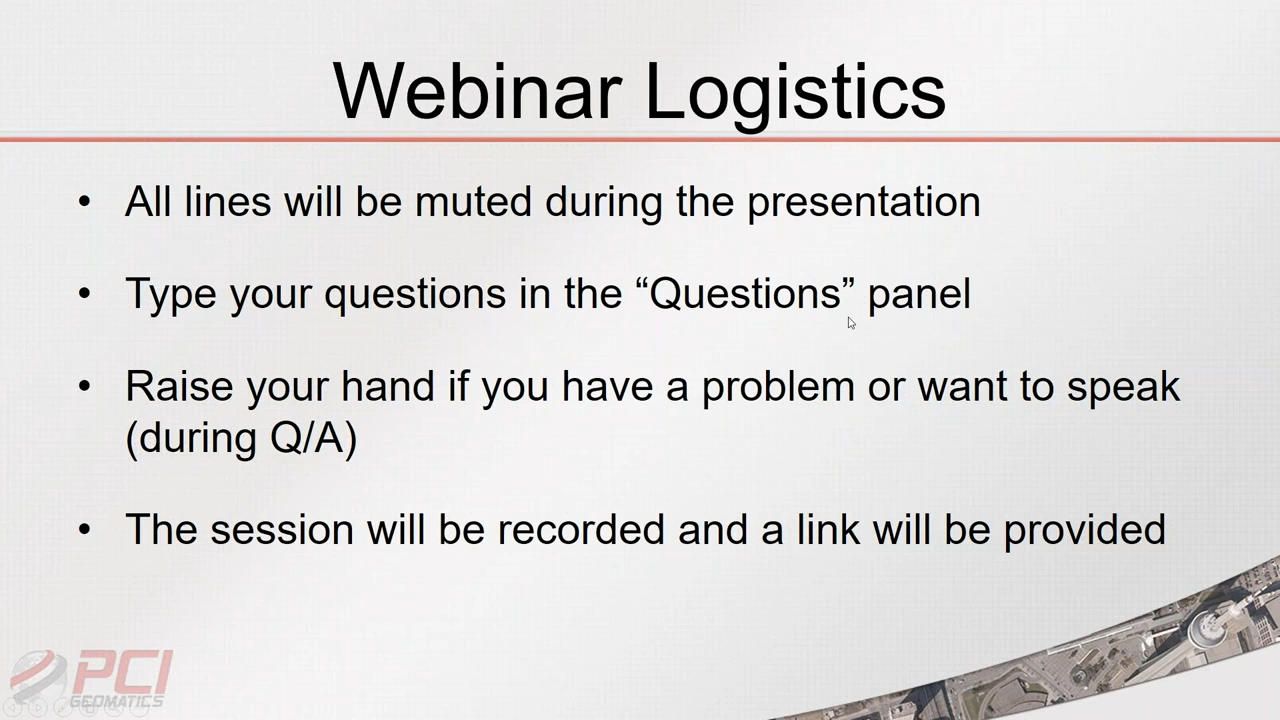 Webinar Logistics
• All lines will be muted during the presentation
• Type your questions in the “Questions” panel
• Raise your hand if you have a problem or want to speak
(during Q/A)
• The session will be recorded and a link will be provided
PCI
GEOMATICS